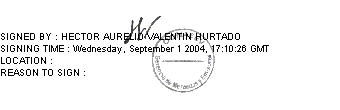 SIGNED BY : HECTOR AURELIO VALENTIN HURTADO
SIGNING TIME : Wednesday, September 1 2004, 17:10:26 GMT
LOCATION :
REASON TO SIGN :